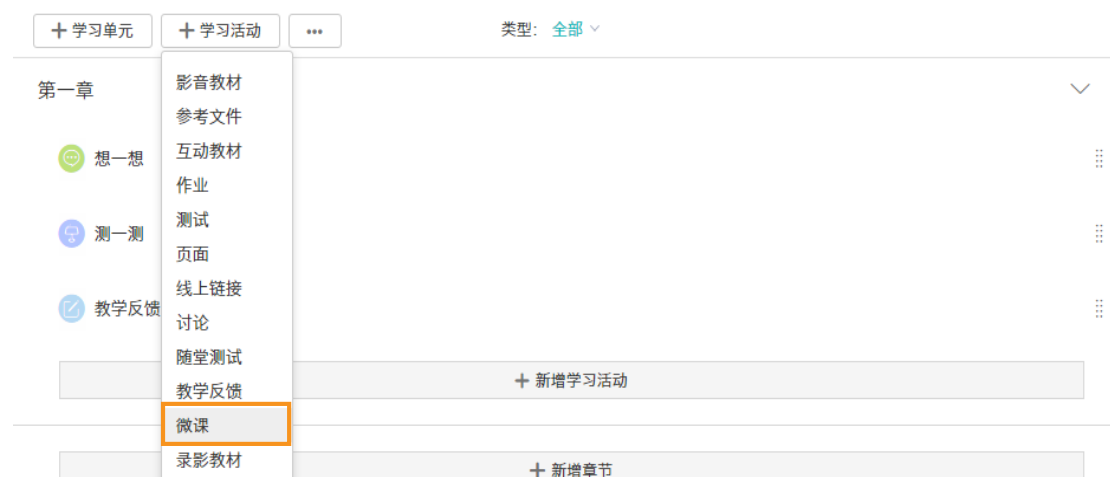 学习单元 学习活动 类型: 全部
第一章
影音教材
参考文件
互动教材
作业
测试
页面
线上链接
讨论
随堂测试
教学反馈
微课
录影教材
想一想
测一测
教学反馈
新增学习活动
新增章节